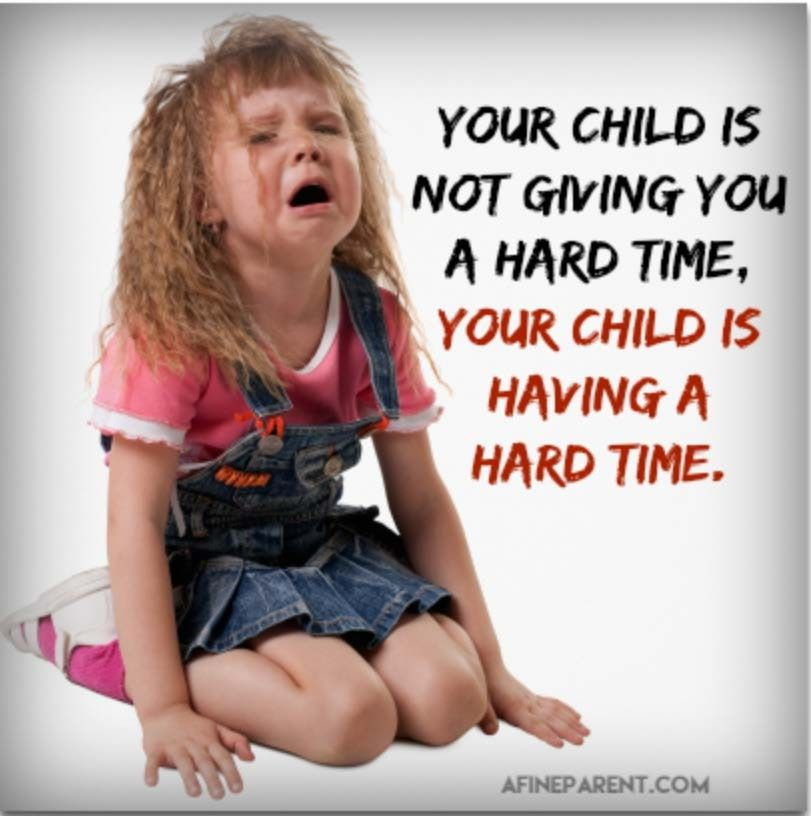 YOUR CHILD IS
NOT GIVING YOU
A HARD TIME,
YOUR CHILD IS
HAVING A
HARD TIME.
AFINEPARENT.COM